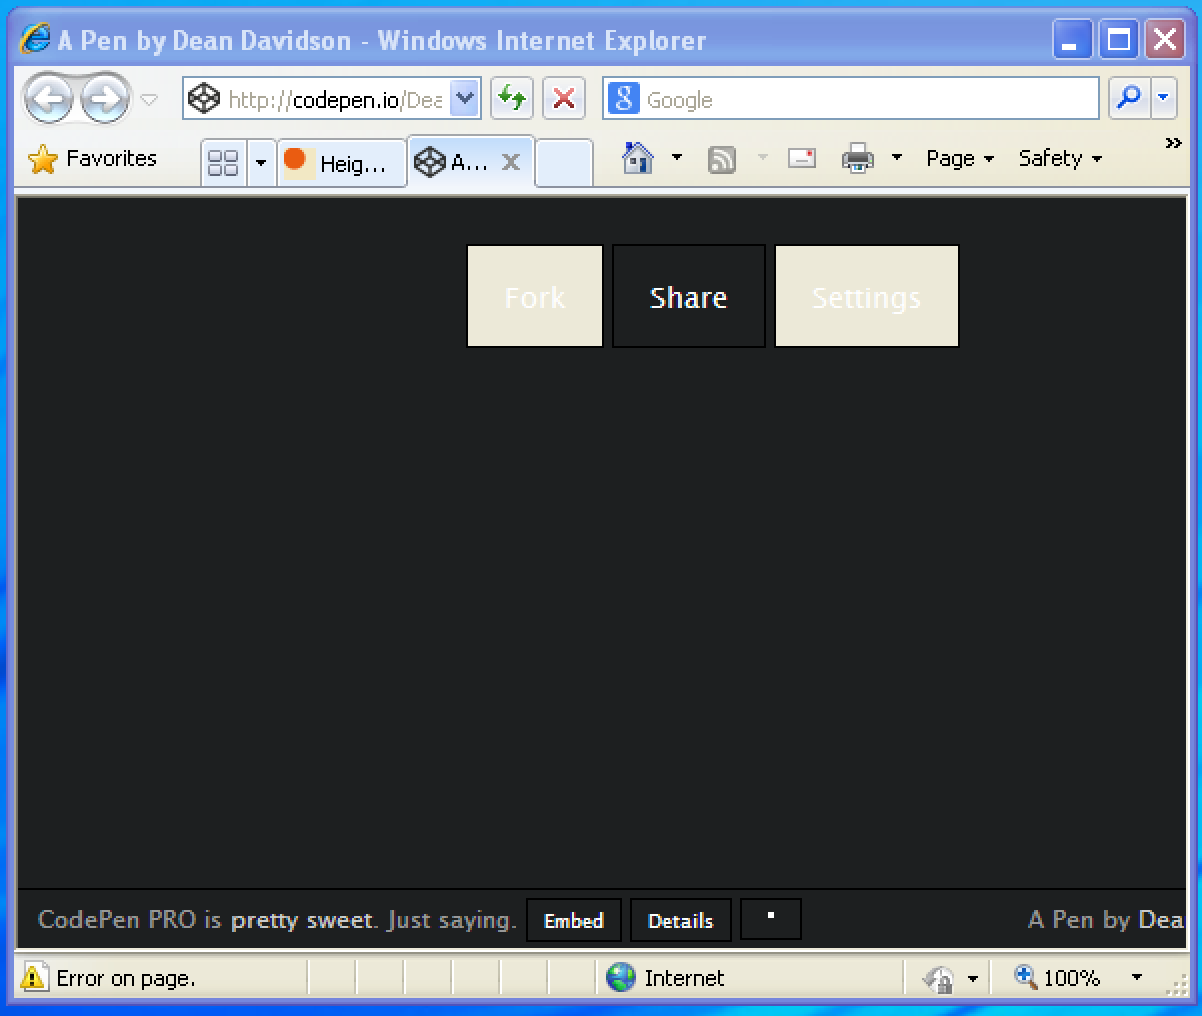 A Pen by Dean Davidson - Windows Internet Explorer
http://codepen.io/Dea
Google
Favorites
Heig...
A...
Page
Safety
Fork
Share
Settings
CodePen PRO is pretty sweet. Just saying.
Embed
Details
A Pen by Dea
Error on page.
Internet
100%